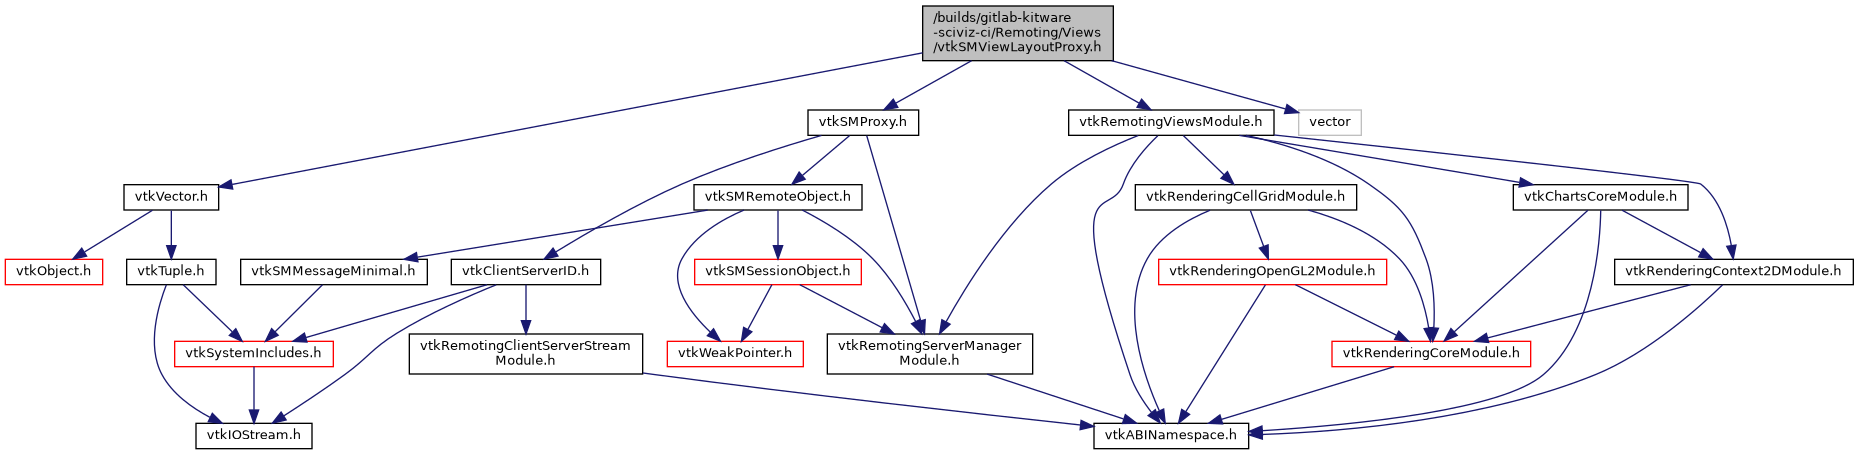 /builds/gitlab-kitware
-sciviz-ci/Remoting/Views
/vtkSMViewLayoutProxy.h
vtkSMProxy.h
vtkRemotingViewsModule.h
vector
vtkVector.h
vtkSMRemoteObject.h
vtkRenderingCellGridModule.h
vtkChartsCoreModule.h
vtkObject.h
vtkTuple.h
vtkSMMessageMinimal.h
vtkClientServerID.h
vtkSMSessionObject.h
vtkRenderingOpenGL2Module.h
vtkRenderingContext2DModule.h
vtkSystemIncludes.h
vtkRemotingClientServerStream
Module.h
vtkWeakPointer.h
vtkRemotingServerManager
Module.h
vtkRenderingCoreModule.h
vtkIOStream.h
vtkABINamespace.h